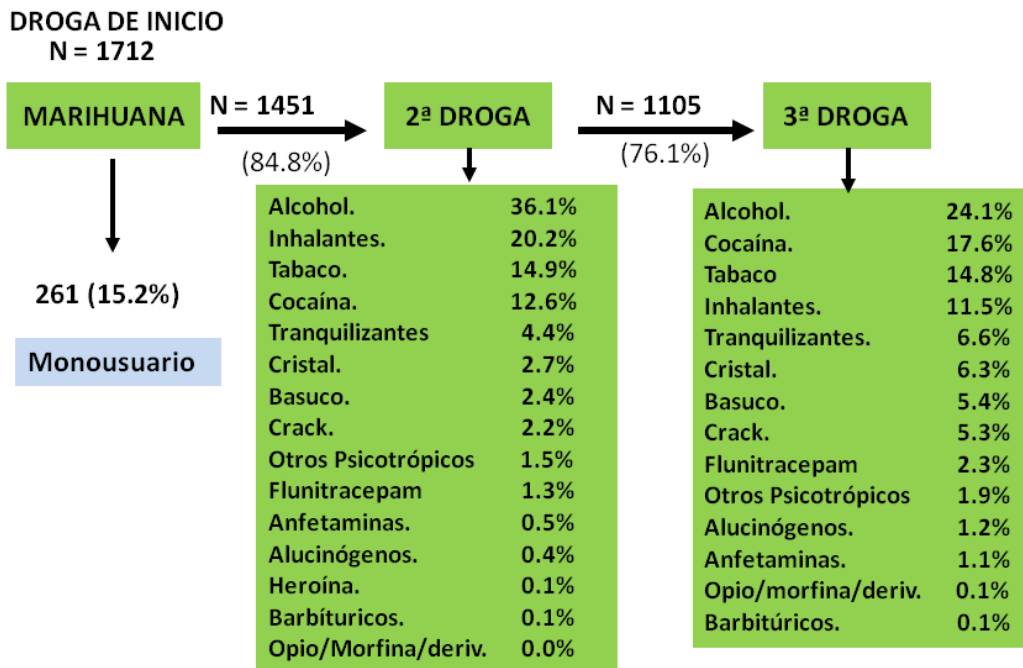 DROGA DE INICIO
N = 1712
MARIHUANA
N = 1451
(84.8%)
2ª DROGA
N = 1105
(76.1%)
3ª DROGA
261 (15.2%)
Monousuario
Alcohol. 36.1%
Inhalantes. 20.2%
Tabaco. 14.9%
Cocaína. 12.6%
Tranquilizantes 4.4%
Cristal. 2.7%
Basuco. 2.4%
Crack. 2.2%
Otros Psicotrópicos 1.5%
Flunitracepam 1.3%
Anfetaminas. 0.5%
Alucinógenos. 0.4%
Heroína. 0.1%
Barbíturicos. 0.1%
Opio/Morfina/deriv. 0.0%
Alcohol. 24.1%
Cocaína. 17.6%
Tabaco 14.8%
Inhalantes. 11.5%
Tranquilizantes. 6.6%
Cristal. 6.3%
Basuco. 5.4%
Crack. 5.3%
Flunitracepam 2.3%
Otros Psicotrópicos 1.9%
Alucinógenos. 1.2%
Anfetaminas. 1.1%
Opio/morfina/deriv. 0.1%
Barbitúricos. 0.1%